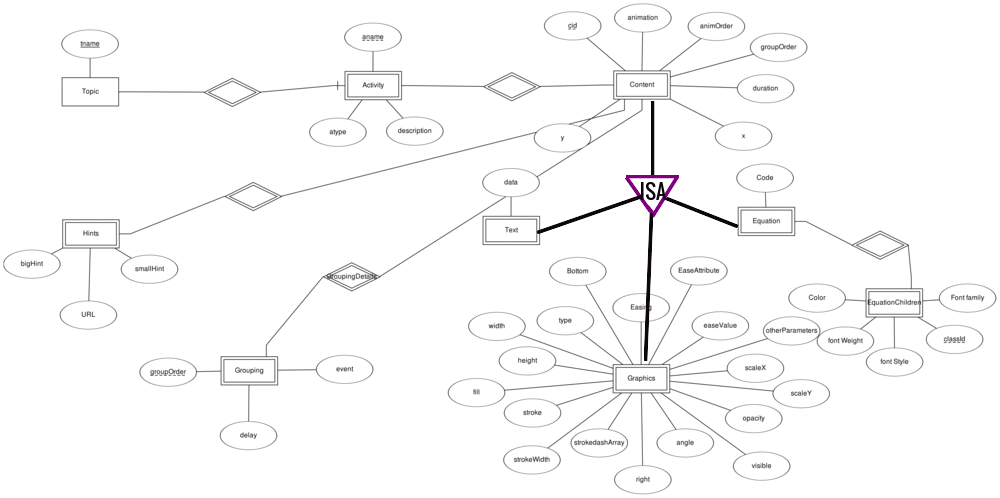 cid
animation
animOrder
groupOrder
tname
aname
Topic
Activity
Content
duration
atype
description
y
x
data
ISA
Code
Text
Equation
Hints
bigHint
smallHint
URL
GroupingDetails
Bottom
EaseAttribute
Easing
Color
EquationChildren
Font family
width
type
easeValue
otherParameters
font Weight
classId
font Style
height
scaleX
groupOrder
Grouping
event
Graphics
fill
scaleY
stroke
opacity
delay
strokedashArray
angle
strokeWidth
visible
right